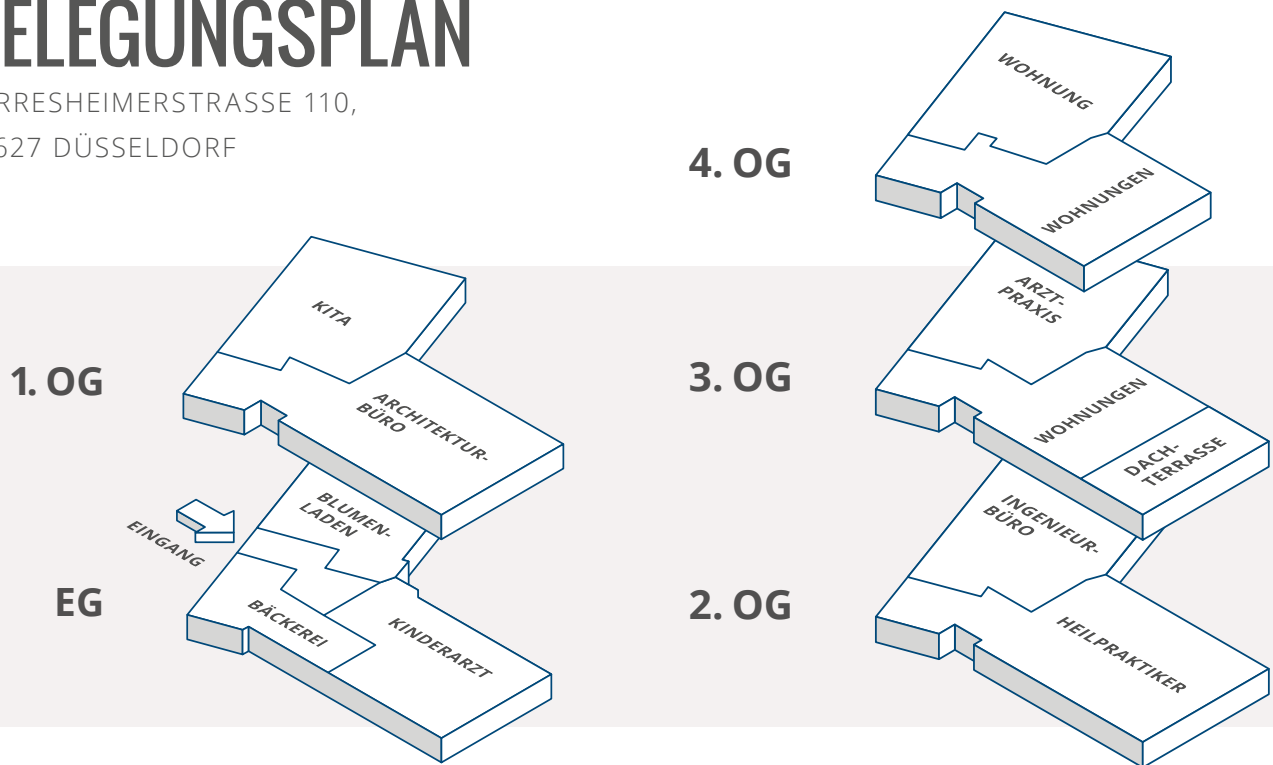 ELEGUNGSPLAN
RRESHEIMERSTRASSE 110,
627 DÜSSELDORF
4. OG
WOHNUNG
WOHNUNGEN
1. OG
KITA
ARCHITEKTUR-
BÜRO
3. OG
ARZT-
PRAXIS
WOHNUNGEN
DACH-
TERRASSE
EINGANG
EG
BLUMEN-
LADEN
BÄCKEREI
KINDERARZT
2. OG
INGENIEUR-
BÜRO
HEILPRAKTIKER